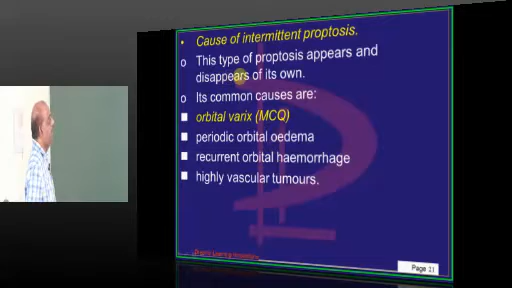 Cause of intermittent proptosis.
This type of proptosis appears and
disappears of its own.
Its common causes are:
orbital varix (MCQ)
periodic orbital oedema
recurrent orbital haemorrhage
highly vascular tumours.
Page 11